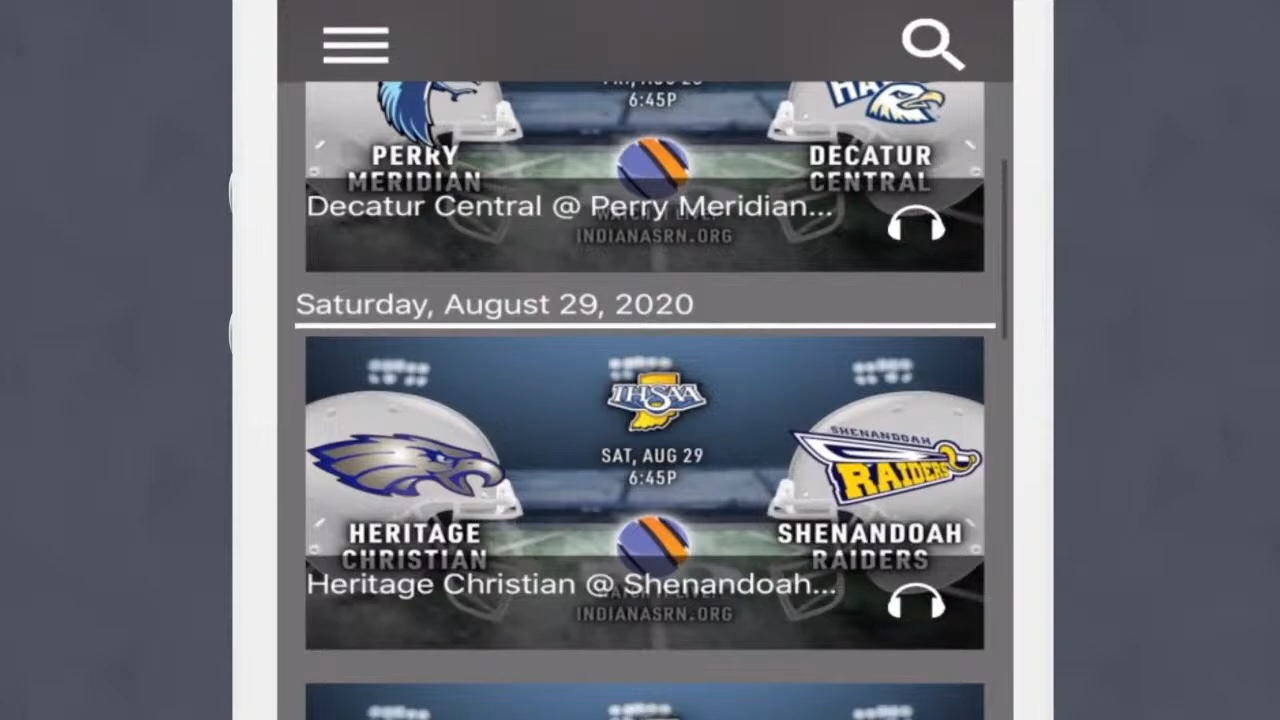 6:45P
PERRY
MERIDIAN
DECATUR
CENTRAL
Decatur Central @ Perry Meridian...
INDIANASRN.ORG
Saturday, August 29, 2020
IHSAA
SAT, AUG 29
6:45P
SHENANDOAH
RAIDERS
HERITAGE
CHRISTIAN
SHENANDOAH
RAIDERS
Heritage Christian @ Shenandoah...
INDIANASRN.ORG